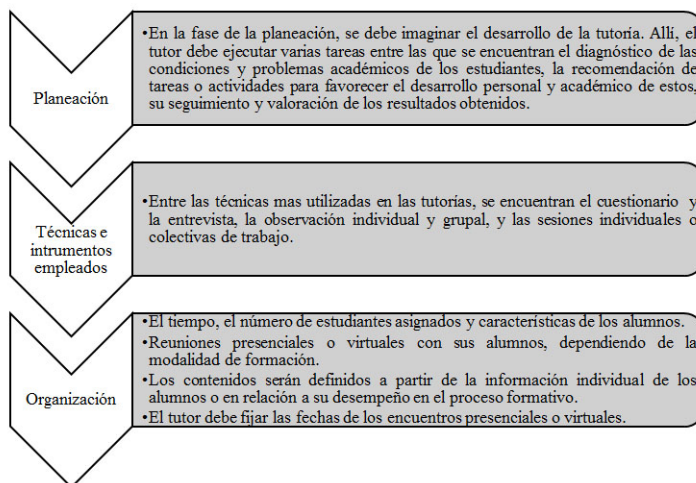 Planeación
•En la fase de la planeación, se debe imaginar el desarrollo de la tutoría. Allí, el
tutor debe ejecutar varias tareas entre las que se encuentran el diagnóstico de las
condiciones y problemas académicos de los estudiantes, la recomendación de
tareas o actividades para favorecer el desarrollo personal y académico de estos,
su seguimiento y valoración de los resultados obtenidos.
Técnicas e
intrumentos
empleados
•Entre las técnicas mas utilizadas en las tutorías, se encuentran el cuestionario y
la entrevista, la observación individual y grupal, y las sesiones individuales o
colectivas de trabajo.
Organización
•El tiempo, el número de estudiantes asignados y características de los alumnos.
•Reuniones presenciales o virtuales con sus alumnos, dependiendo de la
modalidad de formación.
•Los contenidos serán definidos a partir de la información individual de los
alumnos o en relación a su desempeño en el proceso formativo.
•El tutor debe fijar las fechas de los encuentros presenciales o virtuales.